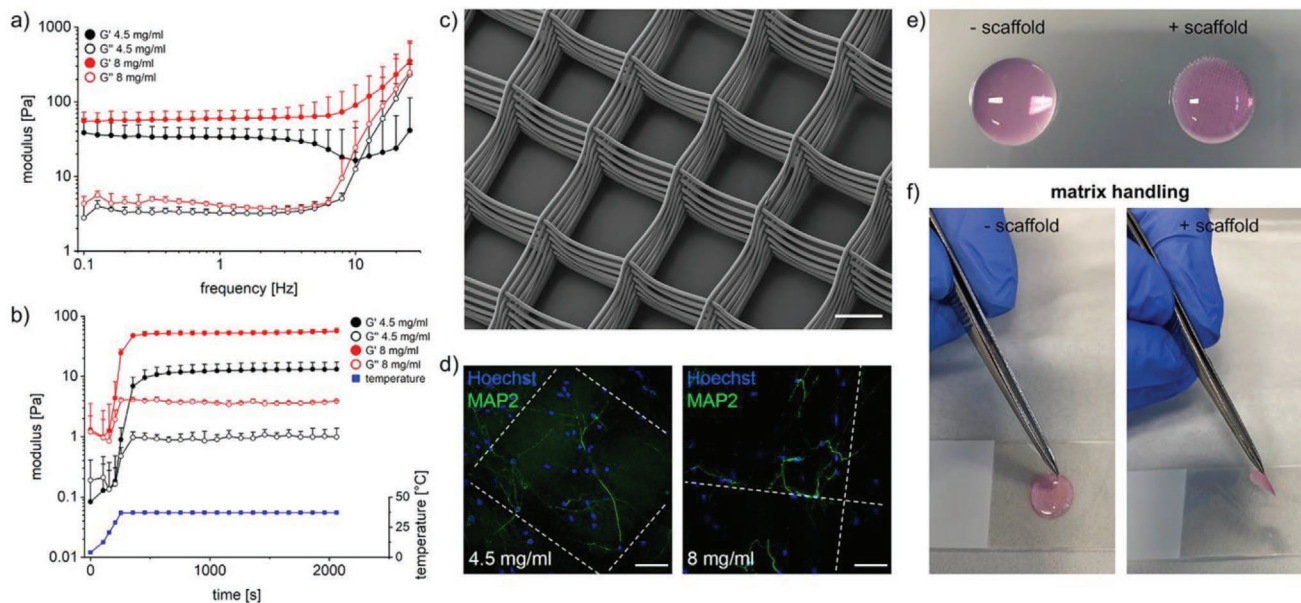 a)
G' 4.5 mg/ml
G'' 4.5 mg/ml
G' 8 mg/ml
G'' 8 mg/ml
1000
100
10
1
modulus [Pa]
0.1
1
10
frequency [Hz]
b)
G' 4.5 mg/ml
G'' 4.5 mg/ml
G' 8 mg/ml
G'' 8 mg/ml
temperature
100
10
1
0.1
0.01
modulus [Pa]
50
25
0
temperature [°C]
0
1000
2000
time [s]
c)
d)
Hoechst
MAP2
4.5 mg/ml
Hoechst
MAP2
8 mg/ml
e)
- scaffold
+ scaffold
matrix handling
f)
- scaffold
+ scaffold